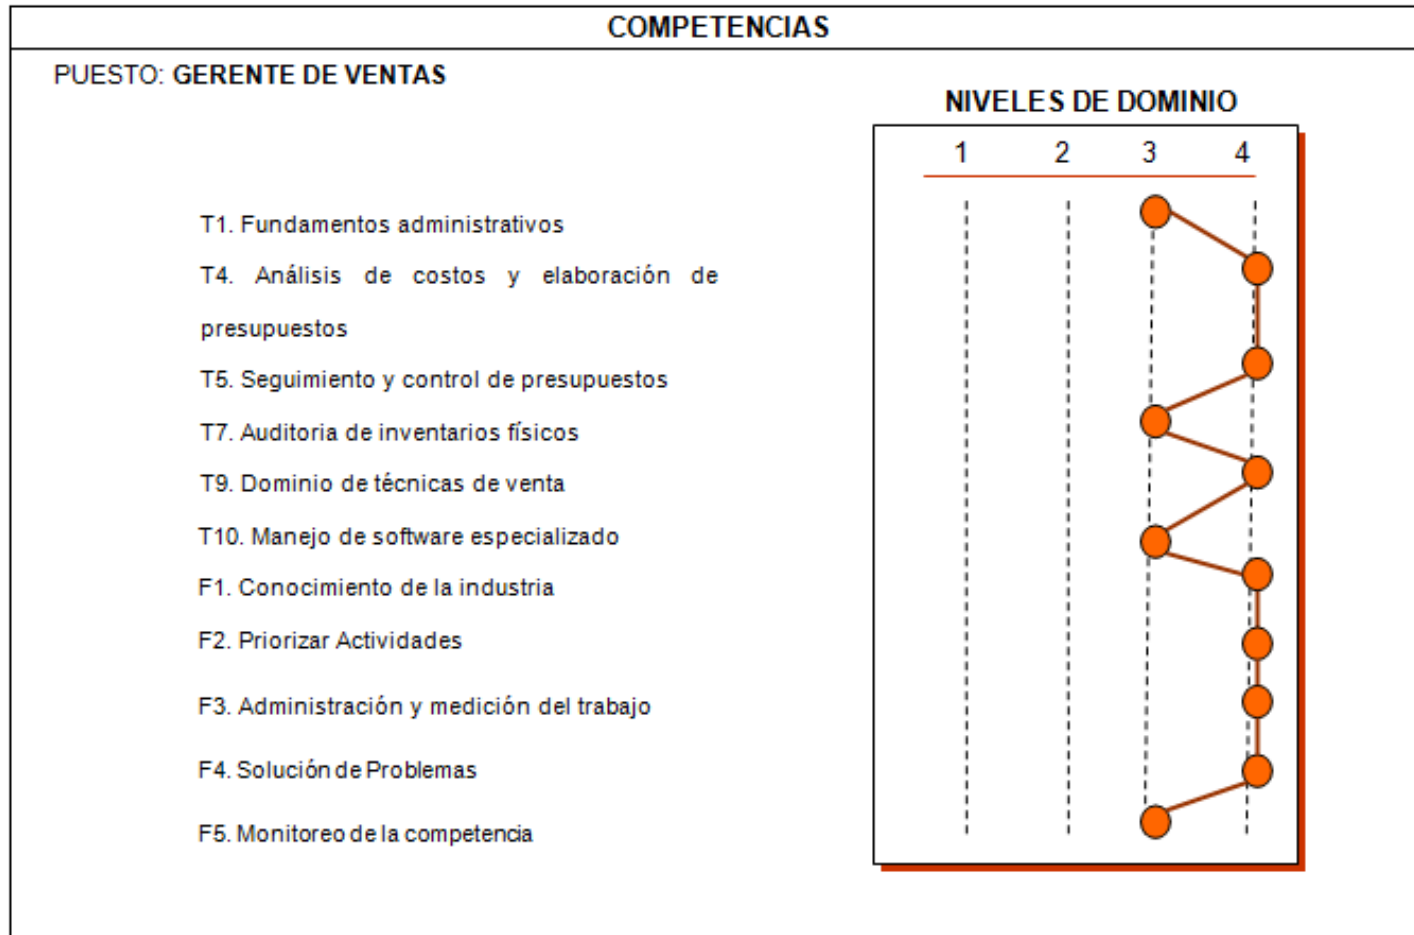 COMPETENCIAS
PUESTO: GERENTE DE VENTAS
NIVELES DE DOMINIO
1 2 3 4
T1. Fundamentos administrativos
T4. Análisis de costos y elaboración de
presupuestos
T5. Seguimiento y control de presupuestos
T7. Auditoria de inventarios físicos
T9. Dominio de técnicas de venta
T10. Manejo de software especializado
F1. Conocimiento de la industria
F2. Priorizar Actividades
F3. Administración y medición del trabajo
F4. Solución de Problemas
F5. Monitoreo de la competencia